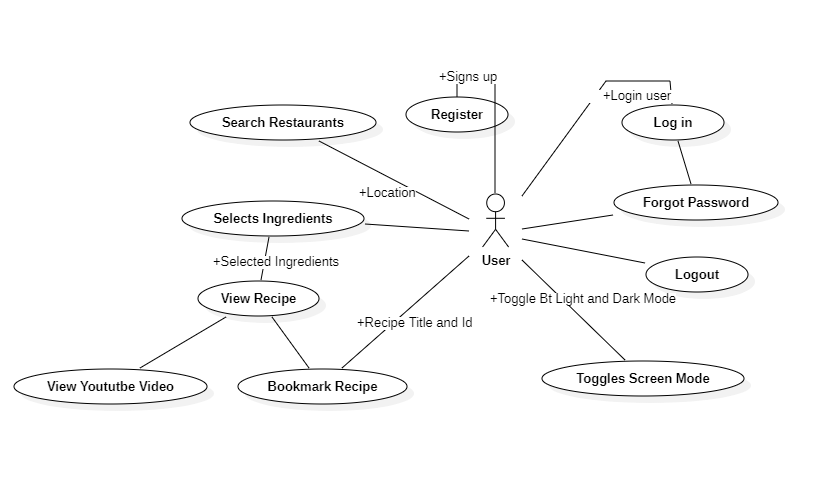 +Signs up
+Login user
Register
Search Restaurants
Log in
+Location
Forgot Password
Selects Ingredients
User
+Selected Ingredients
Logout
View Recipe
+Toggle Bt Light and Dark Mode
+Recipe Title and Id
Toggles Screen Mode
View Yoututbe Video
Bookmark Recipe